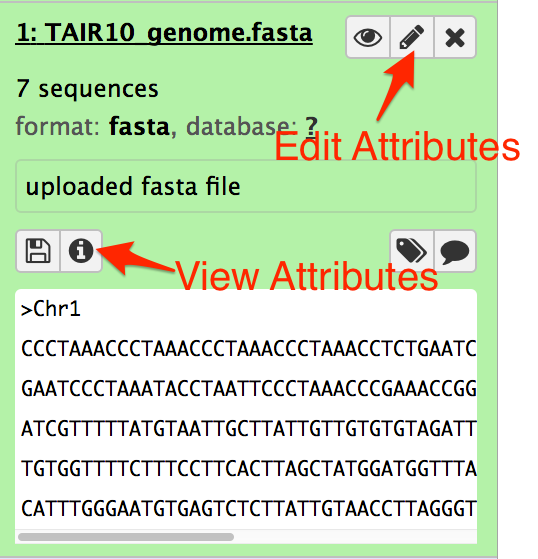 1: TAIR10_genome.fasta
7 sequences
format: fasta, database: ?
Edit Attributes
uploaded fasta file
View Attributes
>Chr1
CCCTAAACCCTAAACCCTAAACCCTAAACCTCTGAATC
GAATCCCTAAATACCTAATTCCCTAAACCCGAAACCGG
ATCGTTTTTATGTAATTGCTTATTGTTGTGTGTAGATT
TGTGGTTTTCTTTCCTTCACTTAGCTATGGATGGTTTA
CATTTGGGAATGTGAGTCTCTTATTGTAACCTTAGGGT